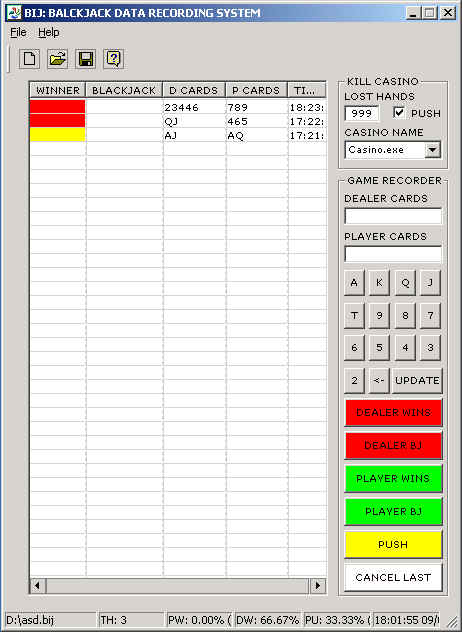 BIJ: BALCKJACK DATA RECORDING SYSTEM
File Help
WINNER BLACKJACK D CARDS P CARDS TI...
23446 789 18:23:
QJ 465 17:22:
AJ AQ 17:21:
KILL CASINO
LOST HANDS
999 PUSH
CASINO NAME
Casino.exe
GAME RECORDER
DEALER CARDS
PLAYER CARDS
A K Q J
T 9 8 7
6 5 4 3
2 <- UPDATE
DEALER WINS
DEALER BJ
PLAYER WINS
PLAYER BJ
PUSH
CANCEL LAST
D:\asd.bij TH: 3 PW: 0.00% ( DW: 66.67% PU: 33.33% ( 18:01:55 09/